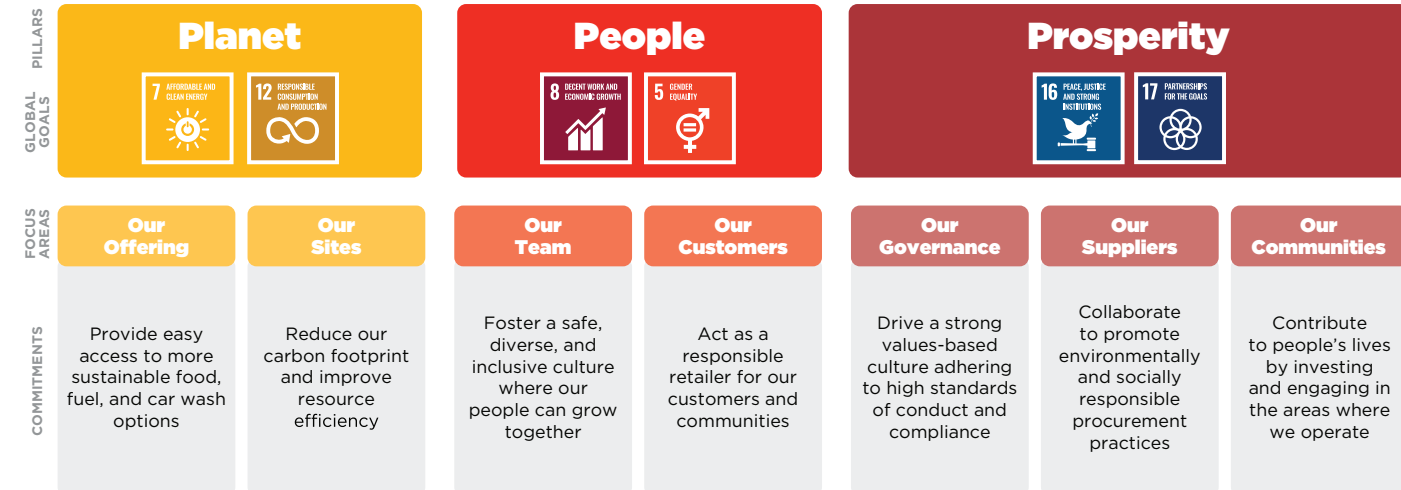 PILLARS
Planet
People
Prosperity
GLOBAL
GOALS
7 AFFORDABLE AND
CLEAN ENERGY
12 RESPONSIBLE
CONSUMPTION
AND PRODUCTION
8 DECENT WORK AND
ECONOMIC GROWTH
5 GENDER
EQUALITY
16 PEACE, JUSTICE
AND STRONG
INSTITUTIONS
17 PARTNERSHIPS
FOR THE GOALS
FOCUS
AREAS
Our
Offering
Our
Sites
Our
Team
Our
Customers
Our
Governance
Our
Suppliers
Our
Communities
COMMITMENTS
Provide easy
access to more
sustainable food,
fuel, and car wash
options
Reduce our
carbon footprint
and improve
resource
efficiency
Foster a safe,
diverse, and
inclusive culture
where our
people can grow
together
Act as a
responsible
retailer for our
customers and
communities
Drive a strong
values-based
culture adhering
to high standards
of conduct and
compliance
Collaborate
to promote
environmentally
and socially
responsible
procurement
practices
Contribute
to people's lives
by investing
and engaging in
the areas where
we operate